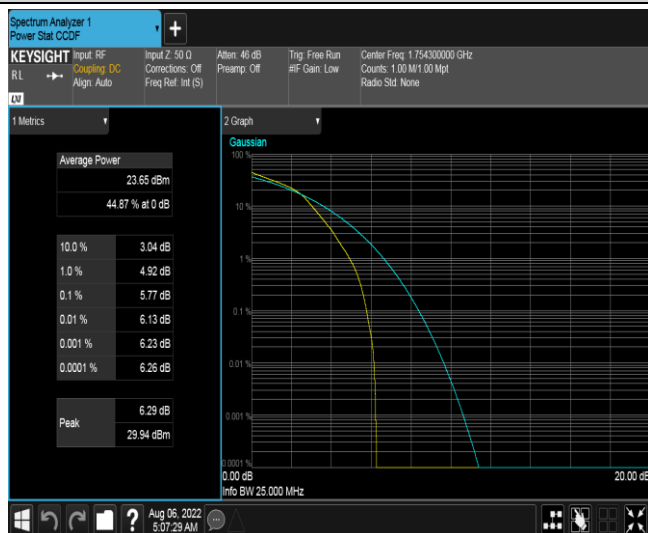 Spectrum Analyzer 1
Power Stat CCDF
+
KEYSIGHT
RL
LXI
Input: RF
Coupling: DC
Align: Auto
Input Z: 50 Ω
Corrections: Off
Freq Ref: Int (S)
Atten: 46 dB
Preamp: Off
Trig: Free Run
#IF Gain: Low
Center Freq: 1.754300000 GHz
Counts: 1.00 M/1.00 Mpt
Radio Std: None
1 Metrics
Average Power
23.65 dBm
44.87 % at 0 dB
10.0 % 3.04 dB
1.0 % 4.92 dB
0.1 % 5.77 dB
0.01 % 6.13 dB
0.001 % 6.23 dB
0.0001 % 6.26 dB
Peak
6.29 dB
29.94 dBm
2 Graph
Gaussian
100 %
10 %
1 %
0.1 %
0.01 %
0.001 %
0.0001 %
0.00 dB 20.00 dB
Info BW 25.000 MHz
?
Aug 06, 2022
5:07:29 AM